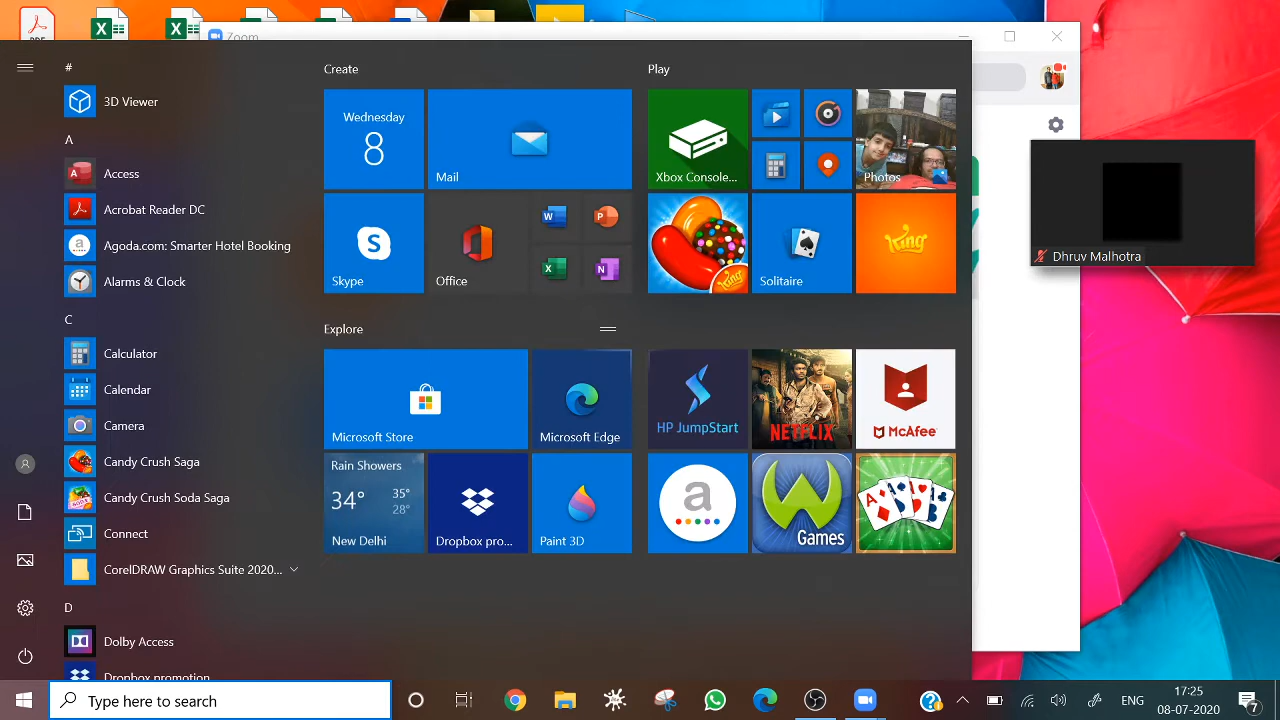 PDF
Zoom
#
3D Viewer
A
Access
Acrobat Reader DC
Agoda.com: Smarter Hotel Booking
Alarms & Clock
C
Calculator
Calendar
Camera
Candy Crush Saga
Candy Crush Soda Saga
Connect
CorelDRAW Graphics Suite 2020...
D
Dolby Access
Dropbox promotion
Create
Wednesday
8
Mail
Skype
Office
Explore
Microsoft Store
Microsoft Edge
Rain Showers
34° 35°
28°
New Delhi
Dropbox pro...
Paint 3D
Play
Xbox Console...
Photos
King
Solitaire
King
HP JumpStart
NETFLIX
McAfee
a
Games
Dhruv Malhotra
Type here to search
ENG
17:25
08-07-2020
7